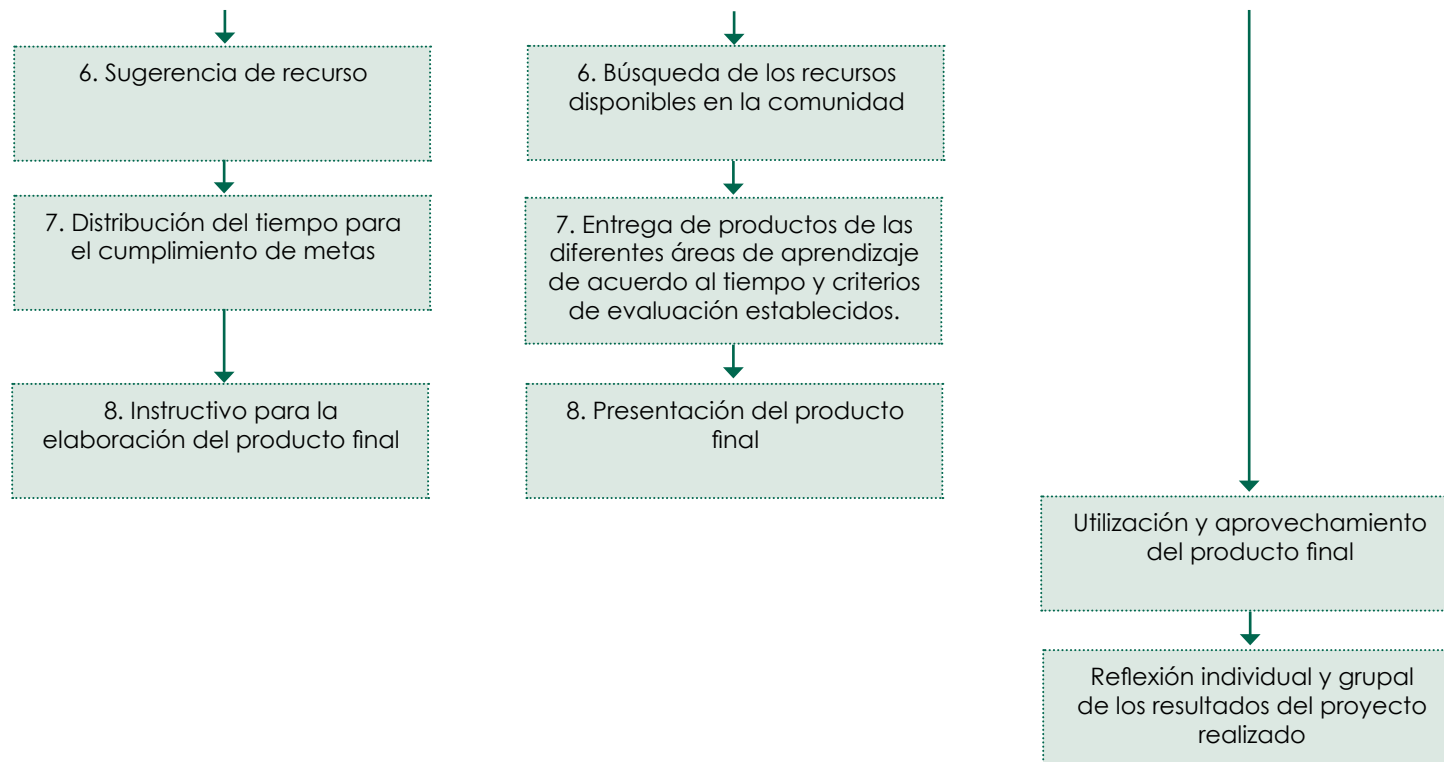 6. Sugerencia de recurso
6. Búsqueda de los recursos
disponibles en la comunidad
7. Distribución del tiempo para
el cumplimiento de metas
7. Entrega de productos de las
diferentes áreas de aprendizaje
de acuerdo al tiempo y criterios
de evaluación establecidos.
8. Instructivo para la
elaboración del producto final
8. Presentación del producto
final
Utilización y aprovechamiento
del producto final
Reflexión individual y grupal
de los resultados del proyecto
realizado